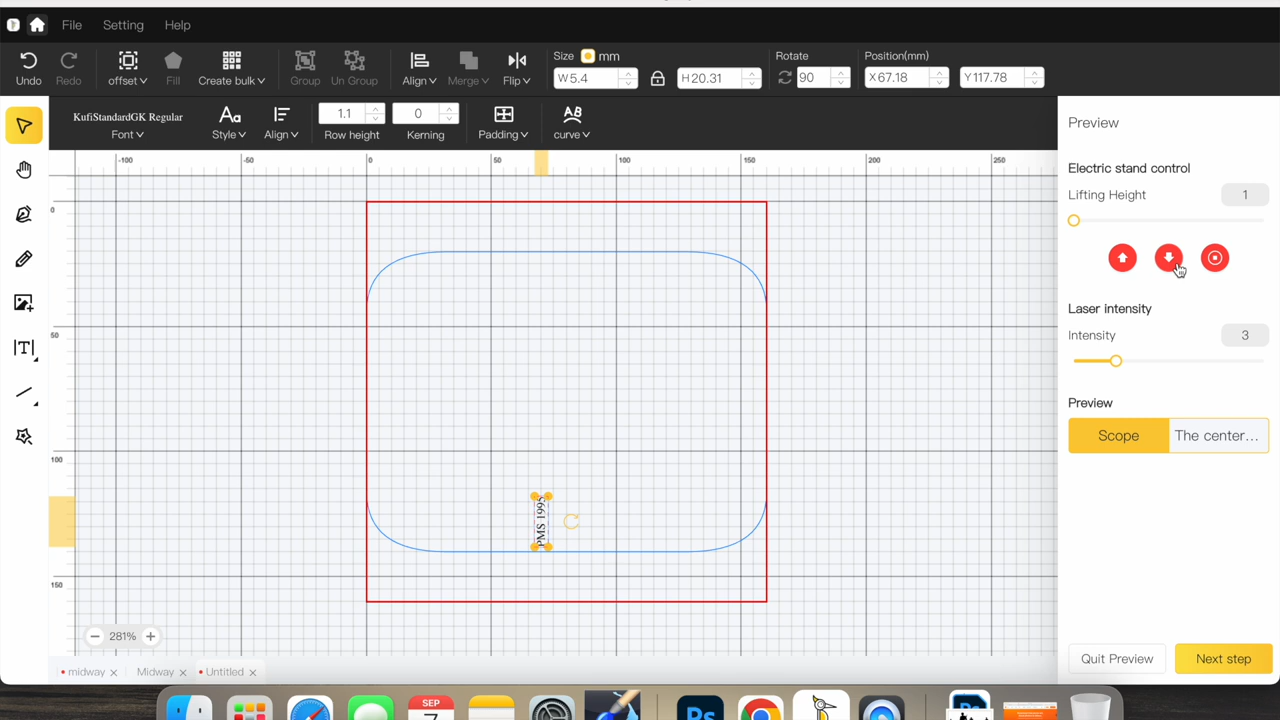 File Setting Help
Size mm Rotate Position(mm)
Undo Redo offset Fill Create bulk Group Un Group Align Merge Flip W 5.4 H 20.31 90 X 67.18 Y 117.78
KufiStandardGK Regular 1.1 0
Font Style Align Row height Kerning Padding curve
-100 -50 0 50 100 150 200 250
0
50
100
150
PMS 1995
281%
midway Midway Untitled
Preview
Electric stand control
Lifting Height 1
Laser intensity
Intensity 3
Preview
Scope The center...
Quit Preview Next step
SEP
7
Ps
Ps